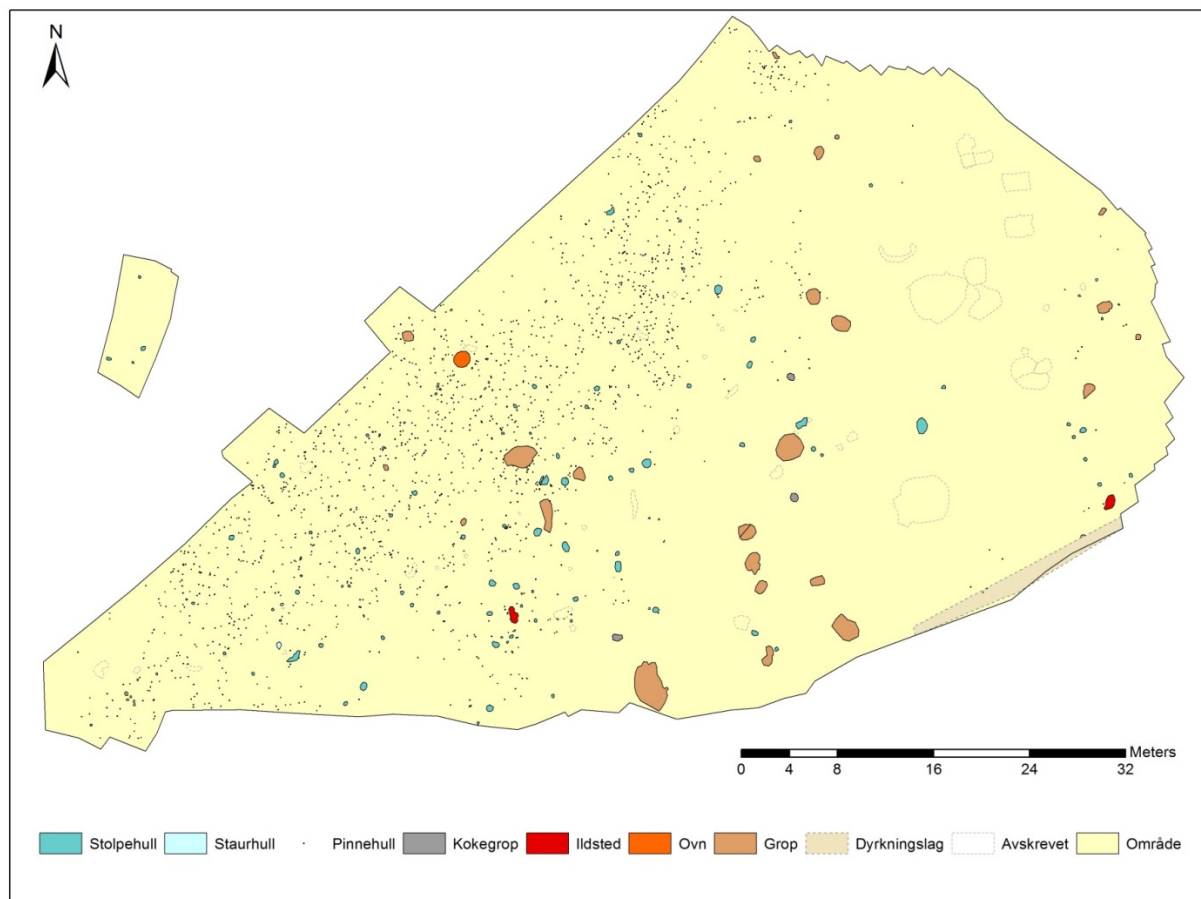 N
Meters
0 4 8 16 24 32
Stolpehull Staurhull Pinnehull Kokegrop Ildsted Ovn Grop Dyrkningslag Avskrevet Område